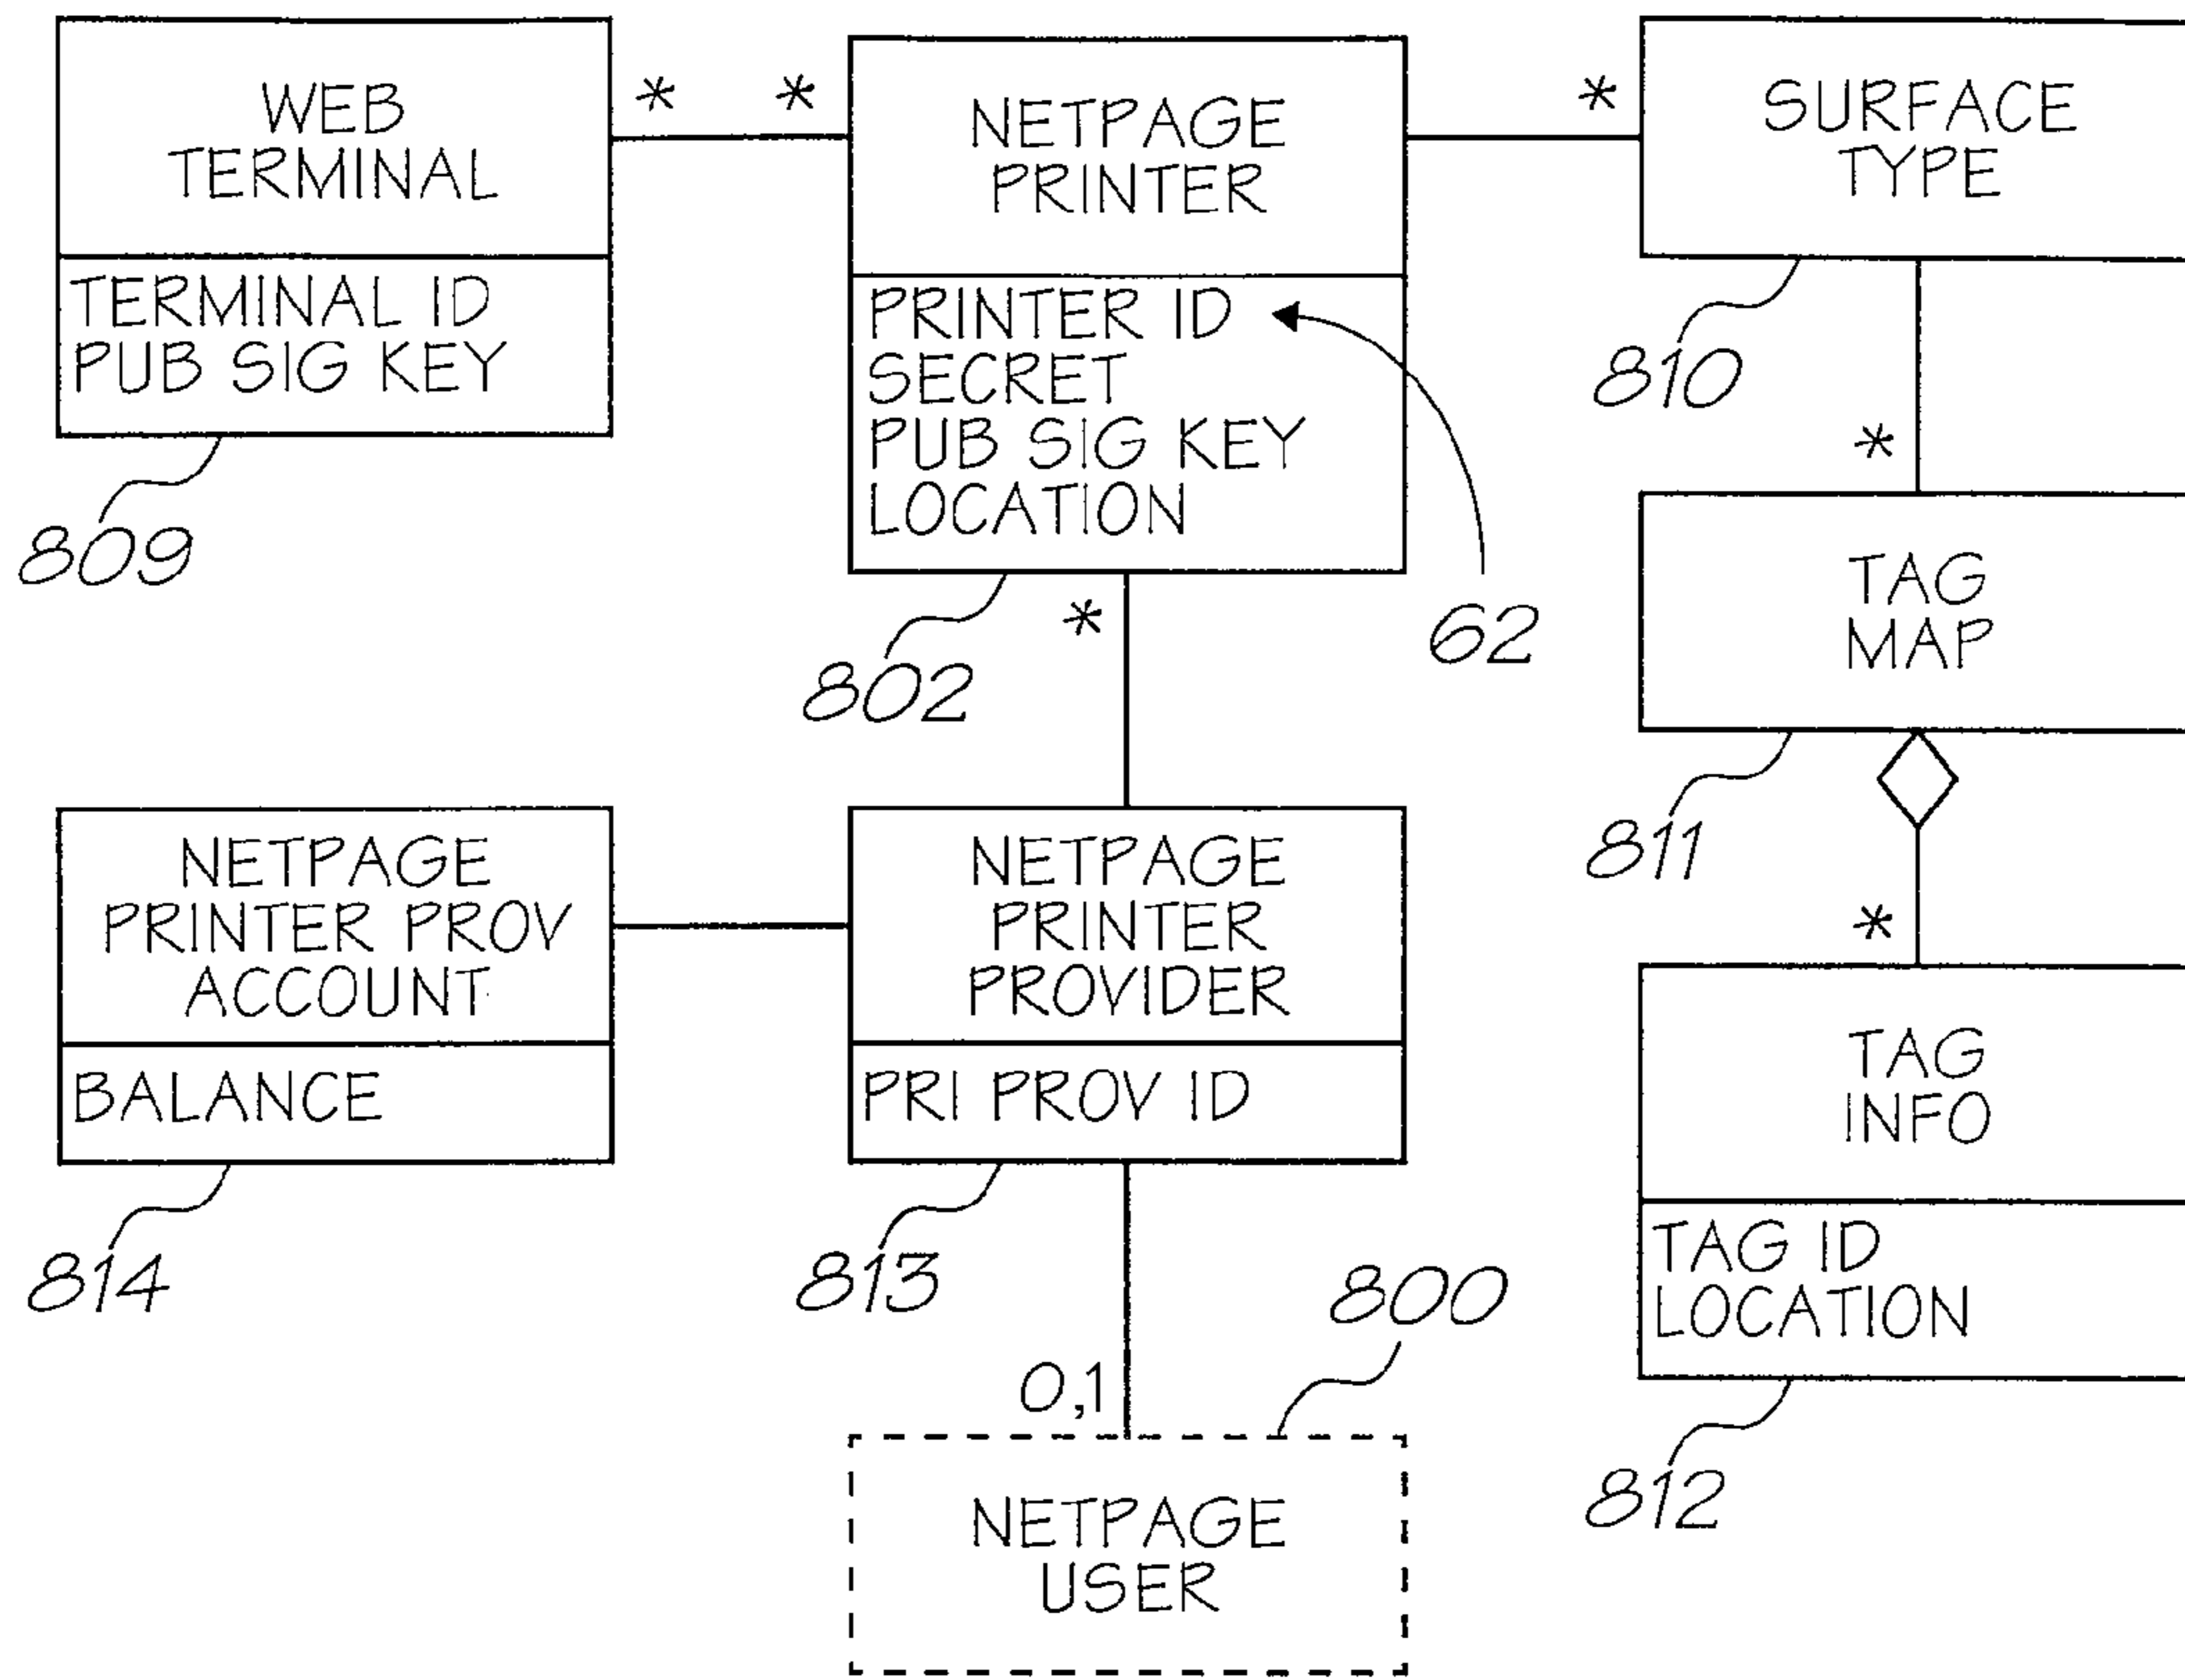 WEB
TERMINAL
TERMINAL ID
PUB SIG KEY
809
*
*
NETPAGE
PRINTER
PRINTER ID
SECRET
PUB SIG KEY
LOCATION
62
802
*
*
SURFACE
TYPE
810
*
TAG
MAP
811
*
TAG
INFO
TAG ID
LOCATION
812
NETPAGE
PRINTER PROV
ACCOUNT
BALANCE
814
NETPAGE
PRINTER
PROVIDER
PRI PROV ID
813
0,1
800
NETPAGE
USER